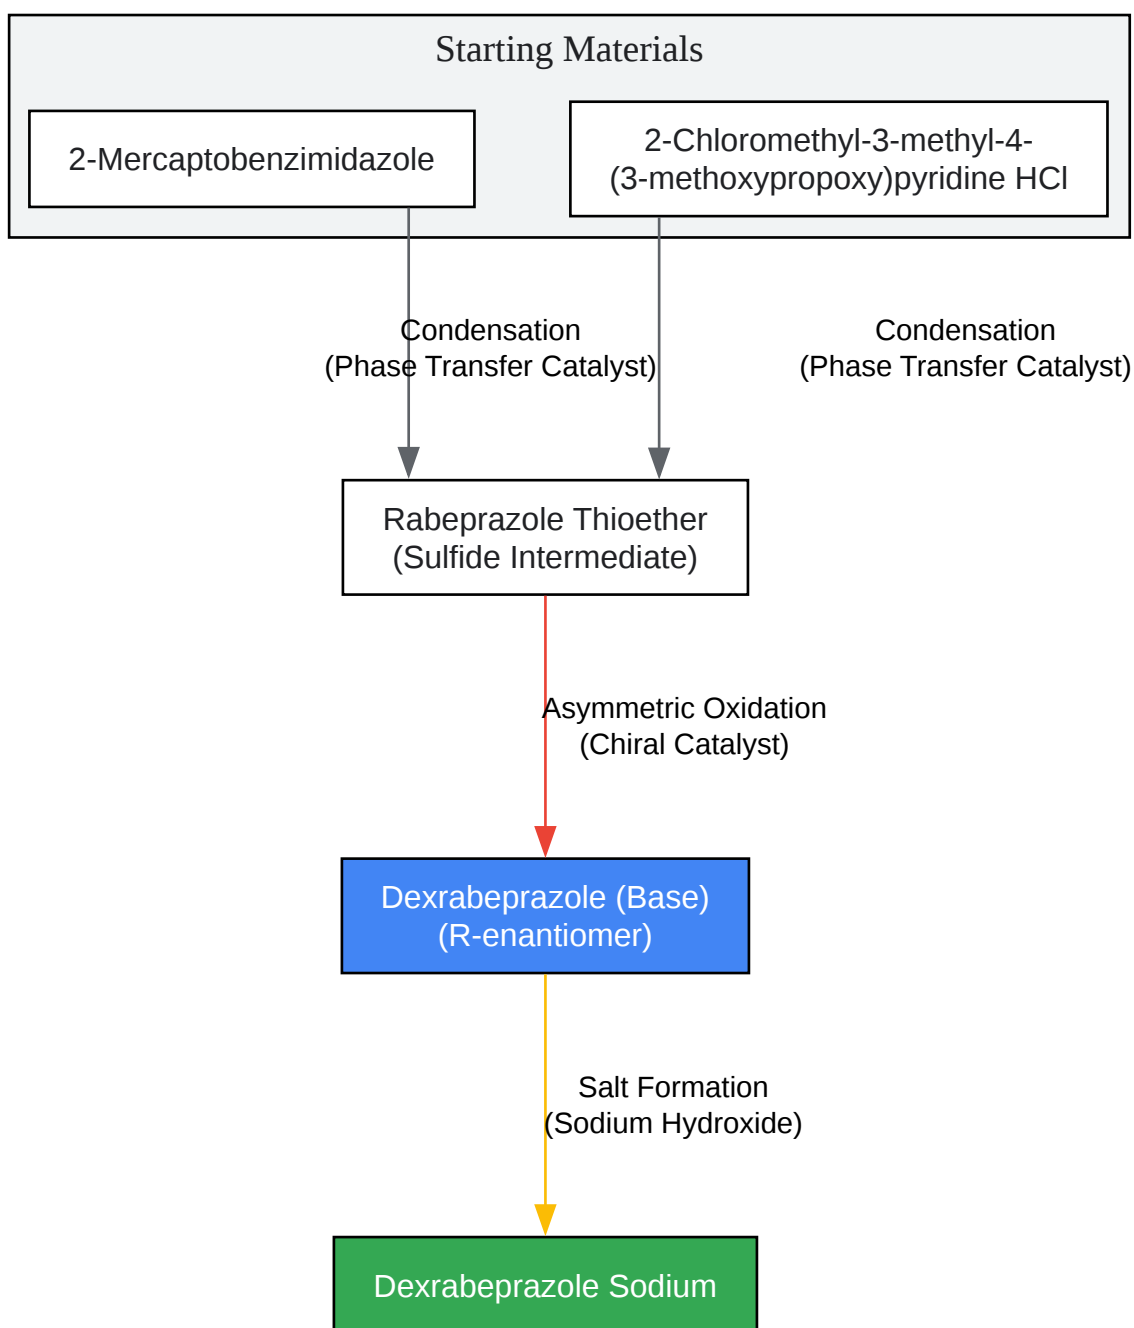 Starting Materials
2-Mercaptobenzimidazole
2-Chloromethyl-3-methyl-4-
(3-methoxypropoxy)pyridine HCl
Condensation
(Phase Transfer Catalyst)
Condensation
(Phase Transfer Catalyst)
Rabeprazole Thioether
(Sulfide Intermediate)
Asymmetric Oxidation
(Chiral Catalyst)
Dexrabeprazole (Base)
(R-enantiomer)
Salt Formation
(Sodium Hydroxide)
Dexrabeprazole Sodium